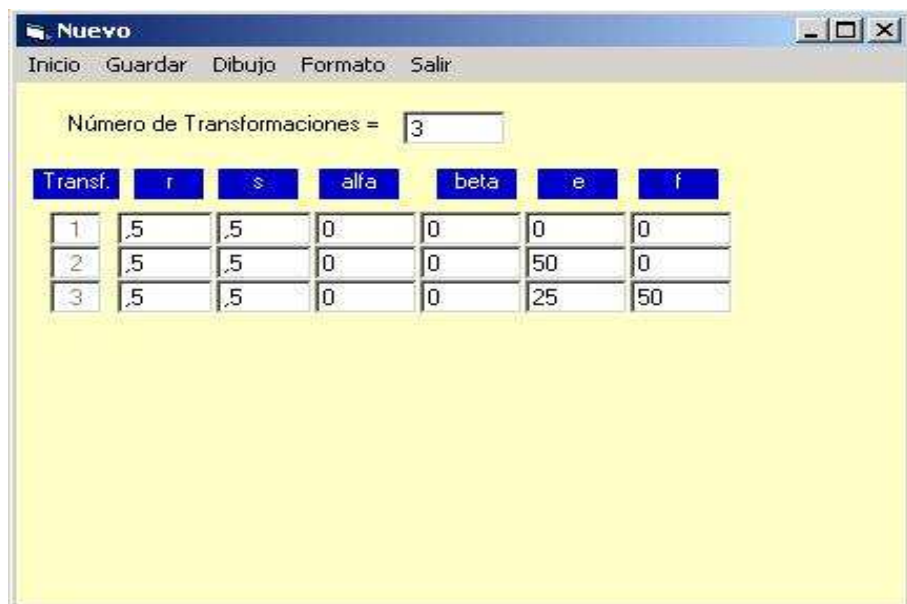 Nuevo
Inicio Guardar Dibujo Formato Salir
Número de Transformaciones = 3
Transf. r s alfa beta e f
1 ,5 ,5 0 0 0 0
2 ,5 ,5 0 0 50 0
3 ,5 ,5 0 0 25 50